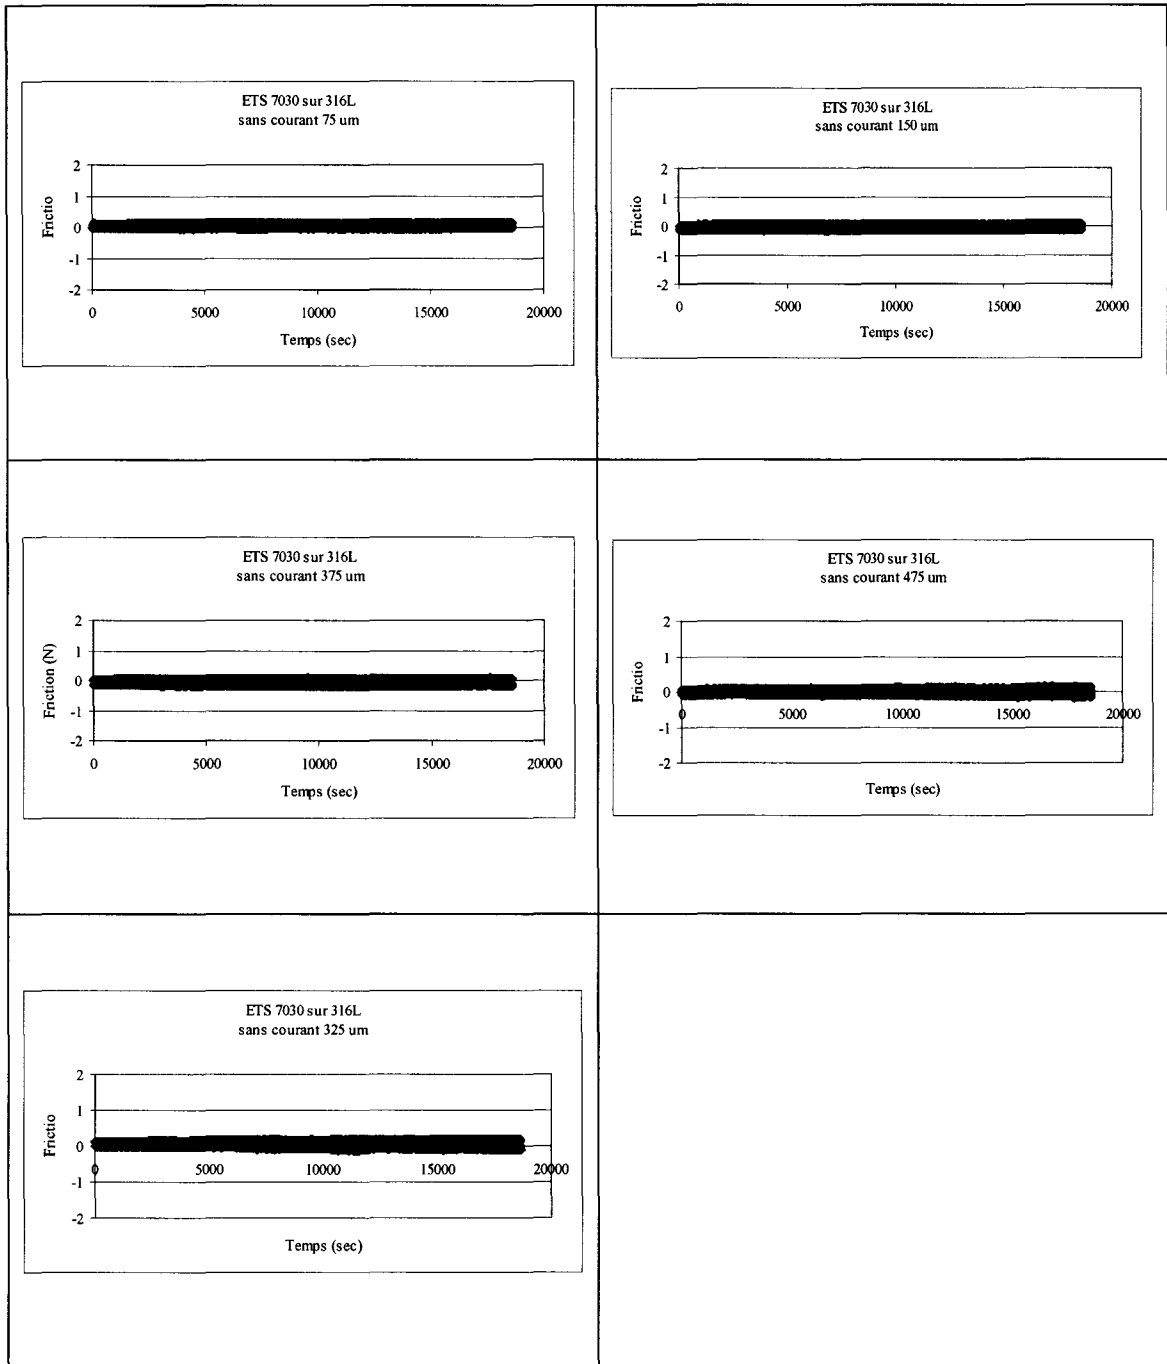 ETS 7030 sur 316L
sans courant 75 um
2
1
0
-1
-2
Frictio
0 5000 10000 15000 20000
Temps (sec)
ETS 7030 sur 316L
sans courant 150 um
2
1
0
-1
-2
Frictio
0 5000 10000 15000 20000
Temps (sec)
ETS 7030 sur 316L
sans courant 375 um
2
1
0
-1
-2
Friction (N)
0 5000 10000 15000 20000
Temps (sec)
ETS 7030 sur 316L
sans courant 475 um
2
1
0
-1
-2
Frictio
0 5000 10000 15000 20000
Temps (sec)
ETS 7030 sur 316L
sans courant 325 um
2
1
0
-1
-2
Frictio
0 5000 10000 15000 20000
Temps (sec)